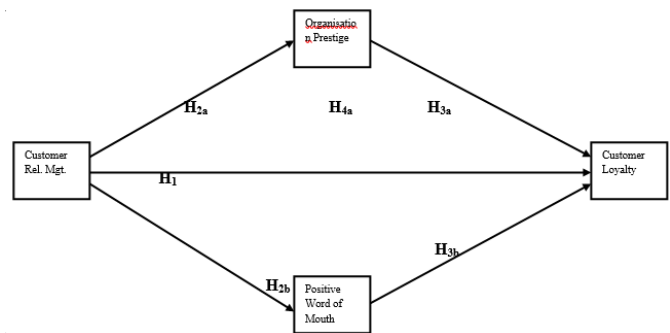 Organisatio
n Prestige
H2a
H4a
H3a
Customer
Rel. Mgt.
Customer
Loyalty
H1
H3b
H2b
Positive
Word of
Mouth